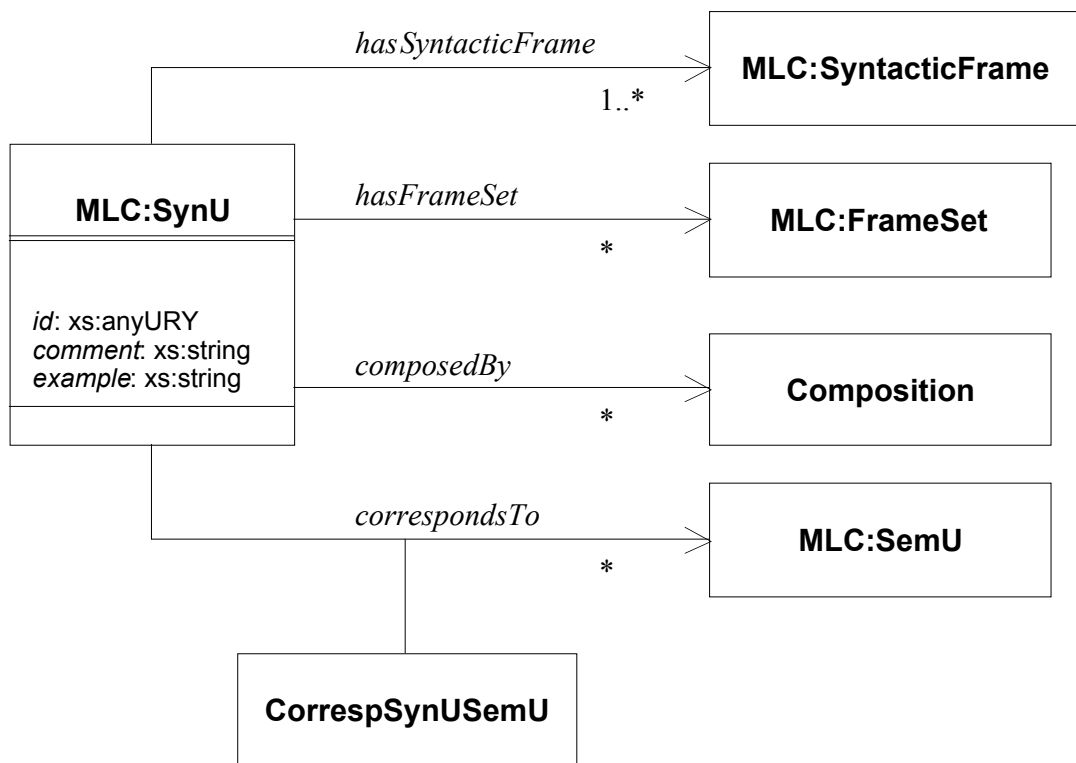 hasSyntacticFrame
MLC:SyntacticFrame
1..*
MLC:SynU
hasFrameSet
MLC:FrameSet
*
id: xs:anyURY
comment: xs:string
example: xs:string
composedBy
Composition
*
correspondsTo
MLC:SemU
*
CorrespSynUSemU